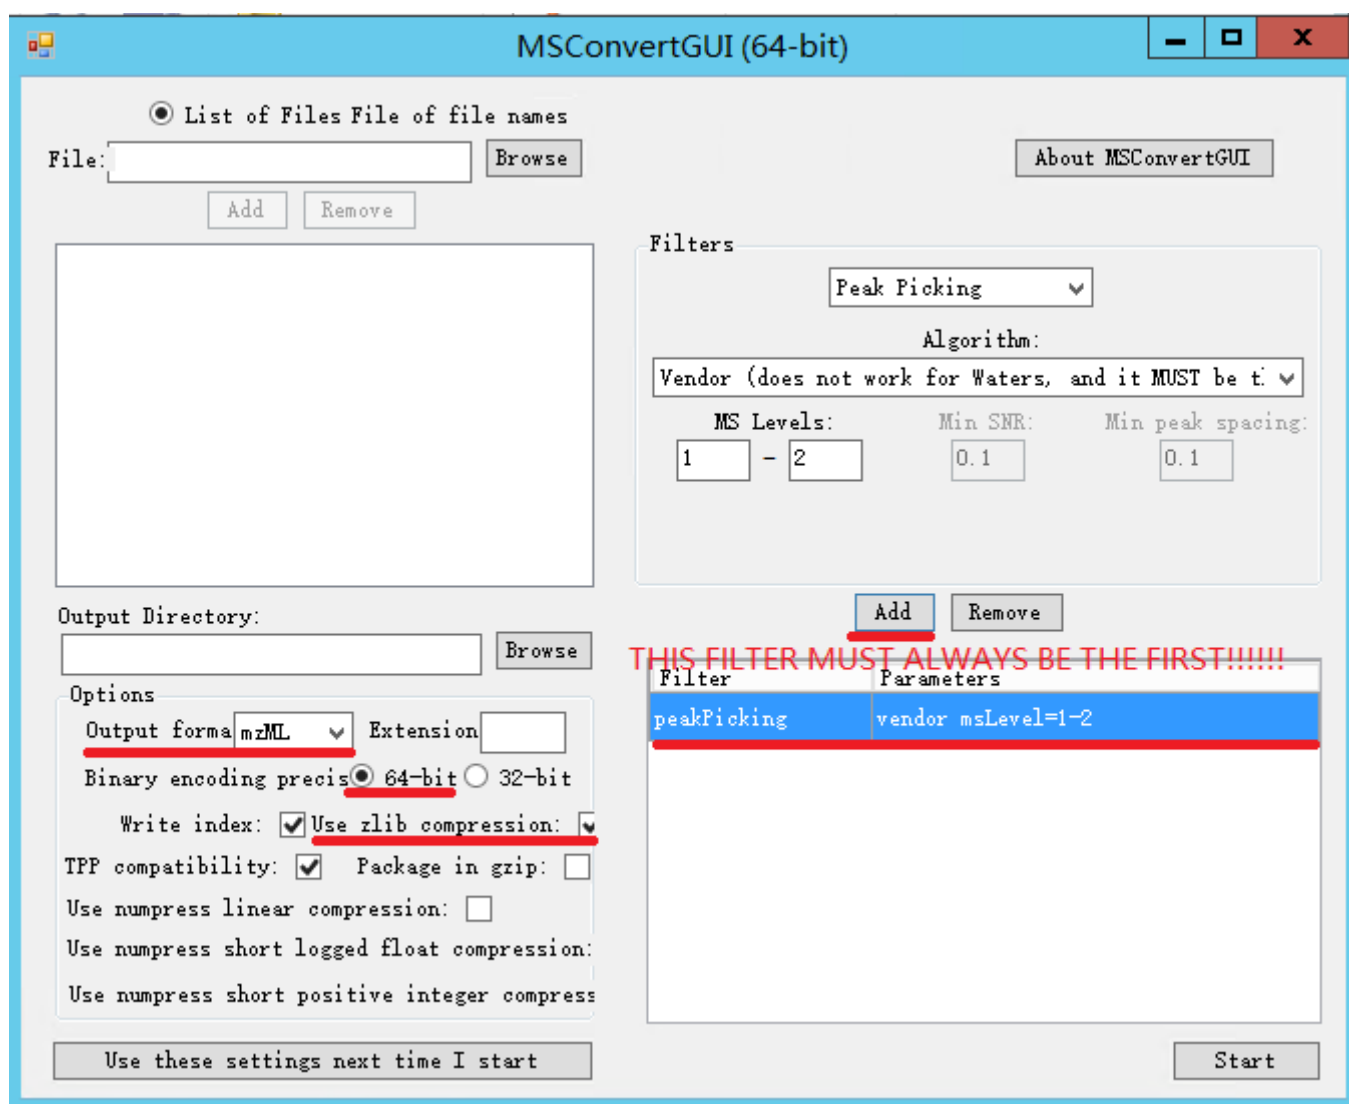 MSConvertGUI (64-bit)
List of Files File of file names
File:
Browse
About MSConvertGUI
Add
Remove
Filters
Peak Picking
Algorithm:
Vendor (does not work for Waters, and it MUST be t
MS Levels:
Min SNR:
Min peak spacing:
1 - 2
0.1
0.1
Add
Remove
THIS FILTER MUST ALWAYS BE THE FIRST!!!!!!
Filter
Parameters
peakPicking
vendor msLevel=1-2
Output Directory:
Browse
Options
Output forma
mzML
Extension
Binary encoding precis
64-bit
32-bit
Write index:
Use zlib compression:
TPP compatibility:
Package in gzip:
Use numpress linear compression:
Use numpress short logged float compression:
Use numpress short positive integer compress
Use these settings next time I start
Start